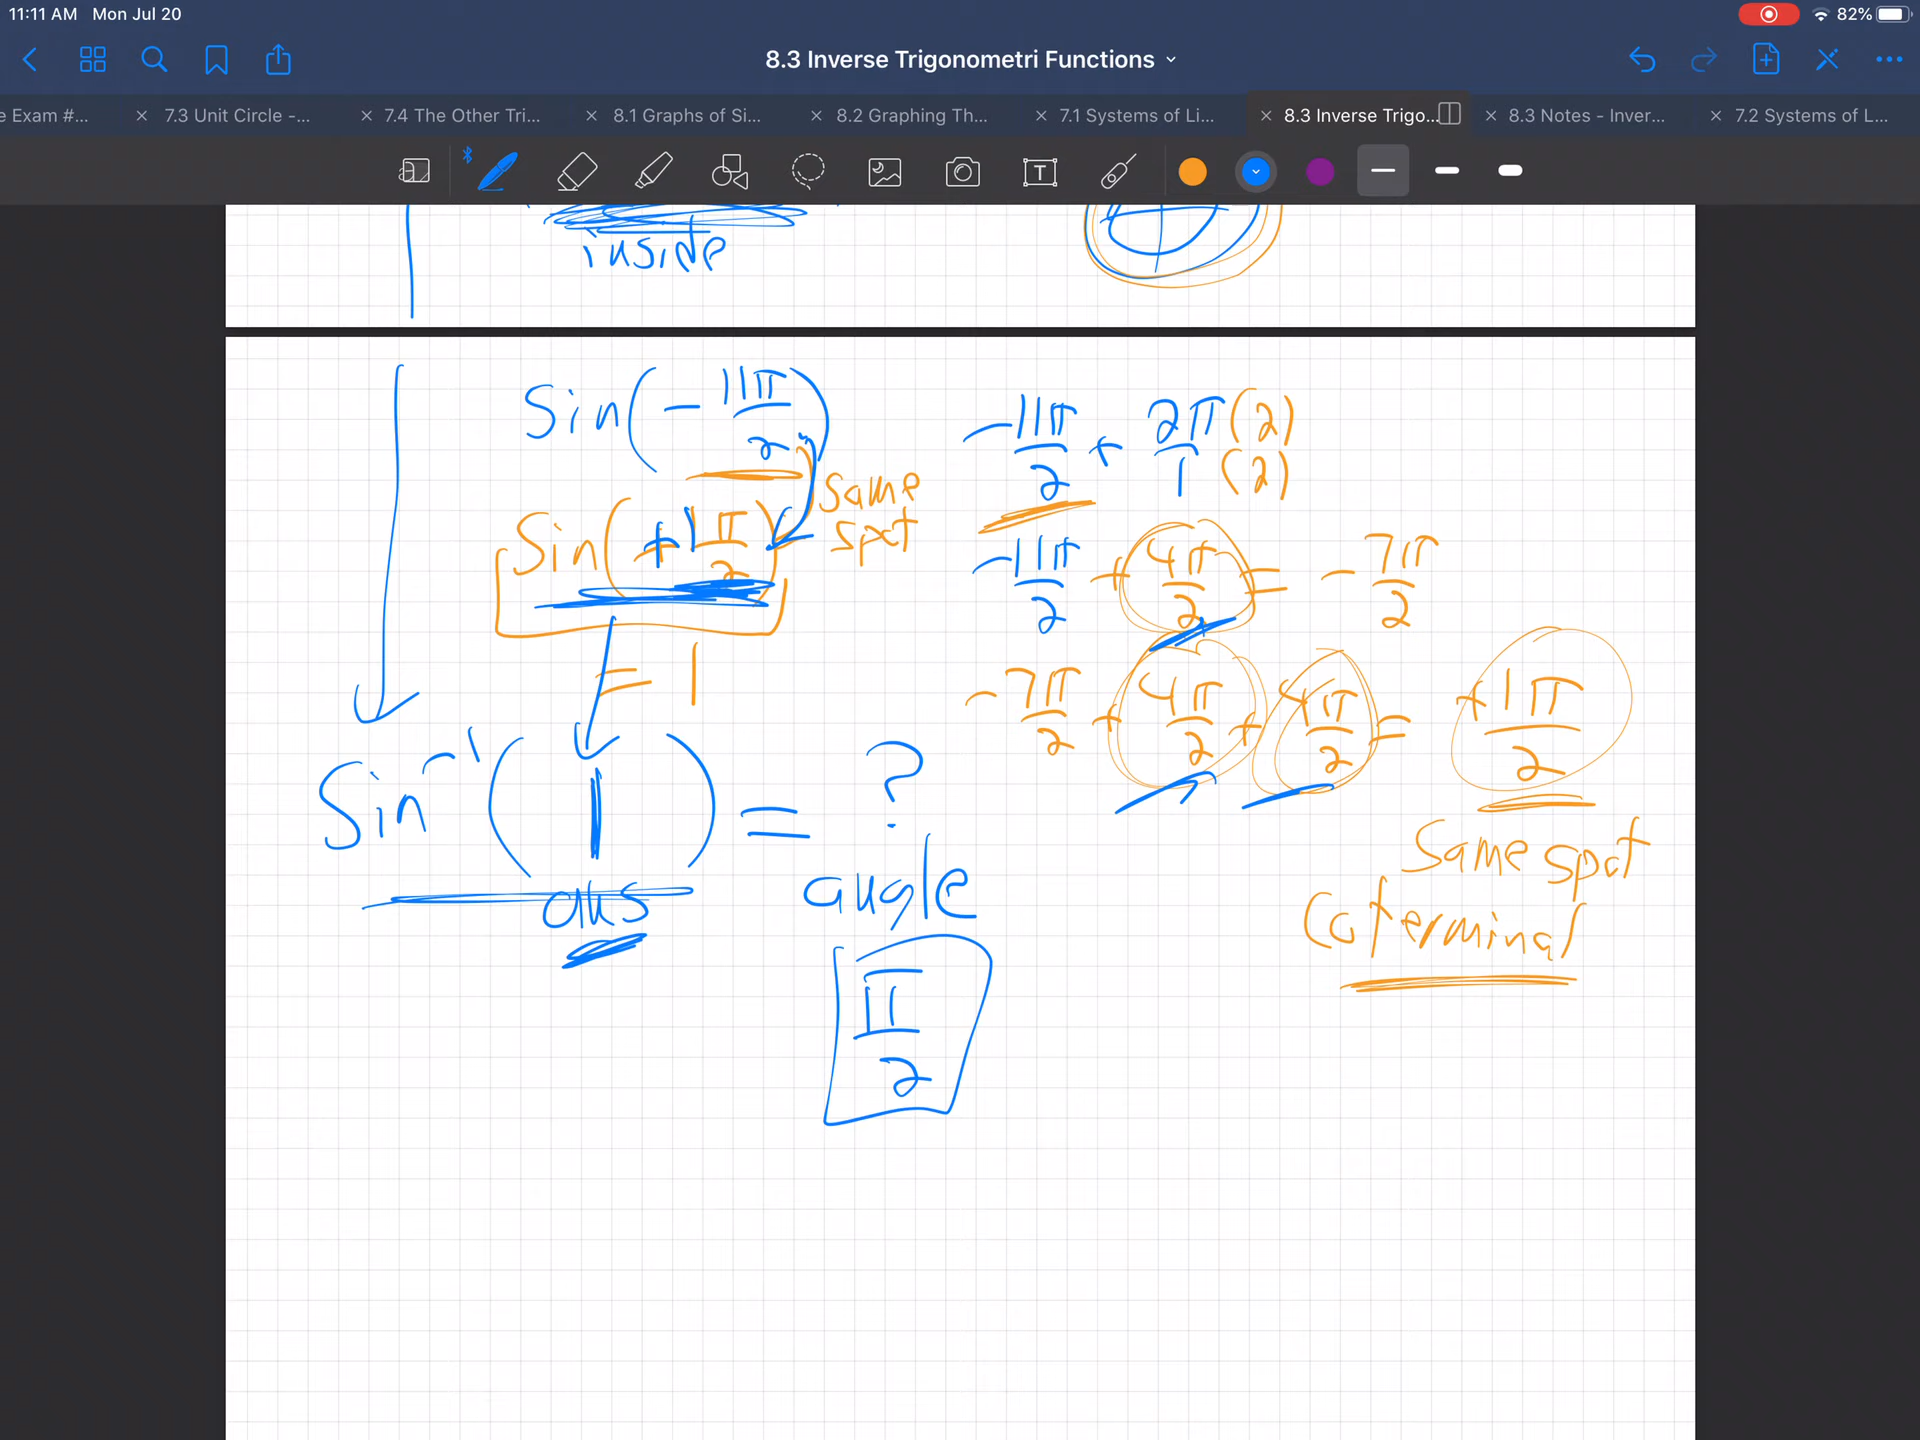 11:11 AM Mon Jul 20 82%
8.3 Inverse Trigonometri Functions
e Exam #... × 7.3 Unit Circle -... × 7.4 The Other Tri... × 8.1 Graphs of Si... × 8.2 Graphing Th... × 7.1 Systems of Li... × 8.3 Inverse Trigo... × 8.3 Notes - Inver... × 7.2 Systems of L...
T
inside
Sin(-11π/2)
Sin(+1π/2)
Same
spot
= 1
Sin⁻¹(1) = ?
ans
angle
π/2
-11π/2 + 2π/1 (2)/(2)
-11π/2 + 4π/2 = -7π/2
-7π/2 + 4π/2 + 4π/2 = +1π/2
Same spot
Coterminal